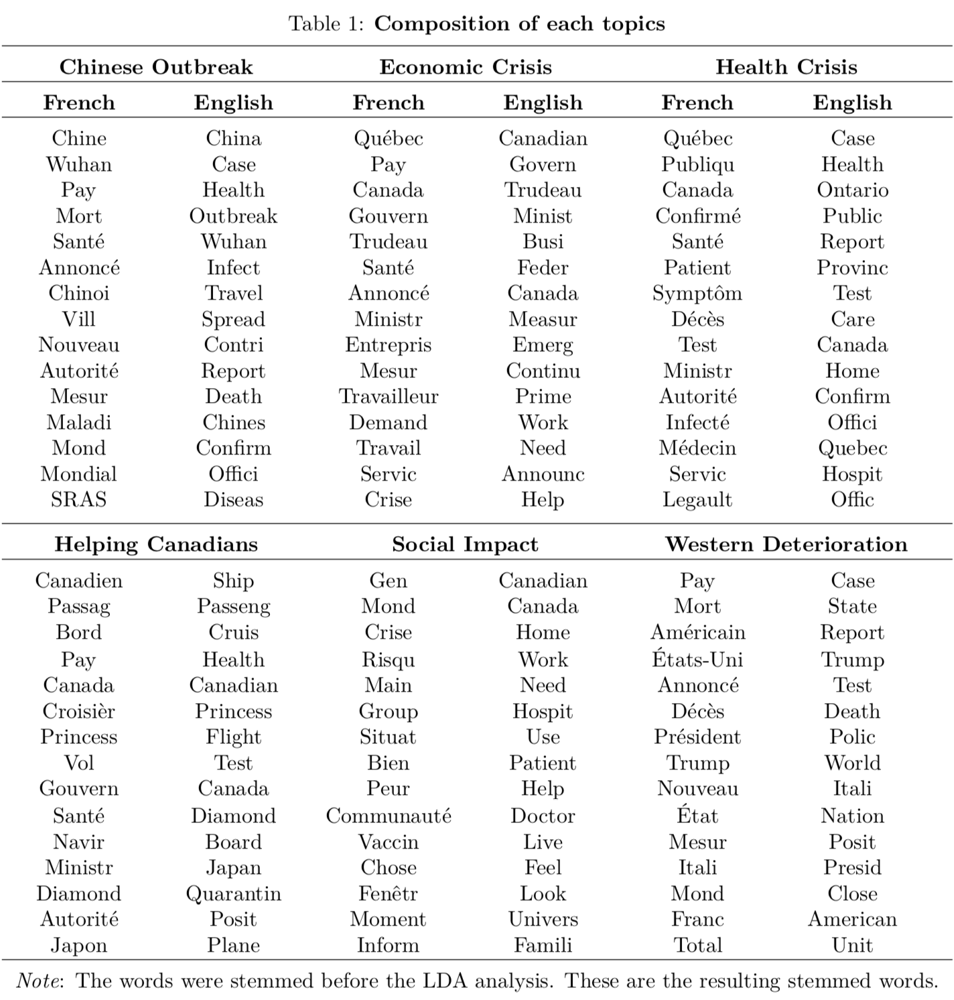 Table 1: Composition of each topics
Chinese Outbreak Economic Crisis Health Crisis
French English French English French English
Chine China Québec Canadian Québec Case
Wuhan Case Pay Govern Publiqu Health
Pay Health Canada Trudeau Canada Ontario
Mort Outbreak Gouvern Minist Confirmé Public
Santé Wuhan Trudeau Busi Santé Report
Annoncé Infect Santé Feder Patient Provinc
Chinoi Travel Annoncé Canada Symptôm Test
Vill Spread Ministr Measur Décès Care
Nouveau Contri Entrepris Emerg Test Canada
Autorité Report Mesur Continu Ministr Home
Mesur Death Travailleur Prime Autorité Confirm
Maladi Chines Demand Work Infecté Offici
Mond Confirm Travail Need Médecin Quebec
Mondial Offici Servic Announc Servic Hospit
SRAS Diseas Crise Help Legault Offic
Helping Canadians Social Impact Western Deterioration
Canadien Ship Gen Canadian Pay Case
Passag Passeng Mond Canada Mort State
Bord Cruis Crise Home Américain Report
Pay Health Risqu Work États-Uni Trump
Canada Canadian Main Need Annoncé Test
Croisièr Princess Group Hospit Décès Death
Princess Flight Situat Use Président Polic
Vol Test Bien Patient Trump World
Gouvern Canada Peur Help Nouveau Itali
Santé Diamond Communauté Doctor État Nation
Navir Board Vaccin Live Mesur Posit
Ministr Japan Chose Feel Itali Presid
Diamond Quarantin Fenêtr Look Mond Close
Autorité Posit Moment Univers Franc American
Japon Plane Inform Famili Total Unit
Note: The words were stemmed before the LDA analysis. These are the resulting stemmed words.